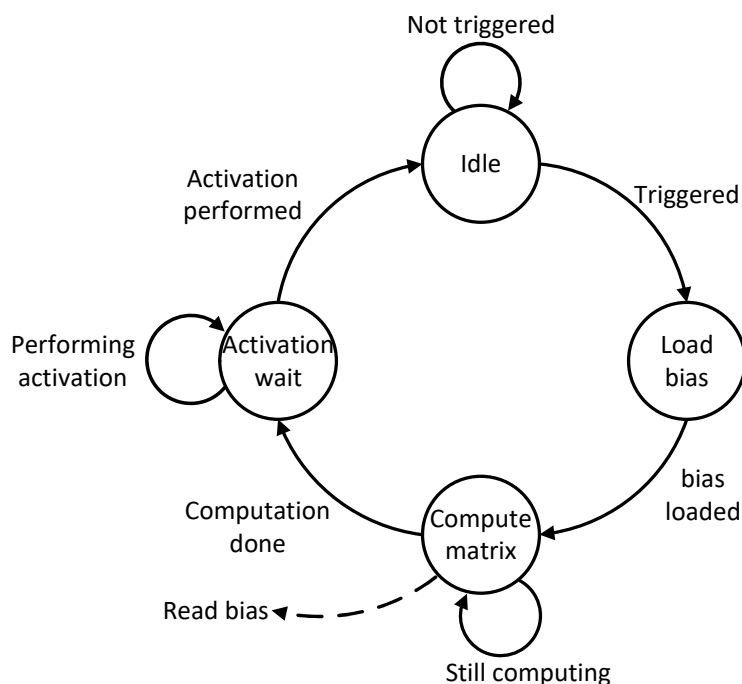 Not triggered
Idle
Activation
performed
Triggered
Performing
activation
Activation
wait
Load
bias
Computation
done
Compute
matrix
bias
loaded
Read bias
Still computing